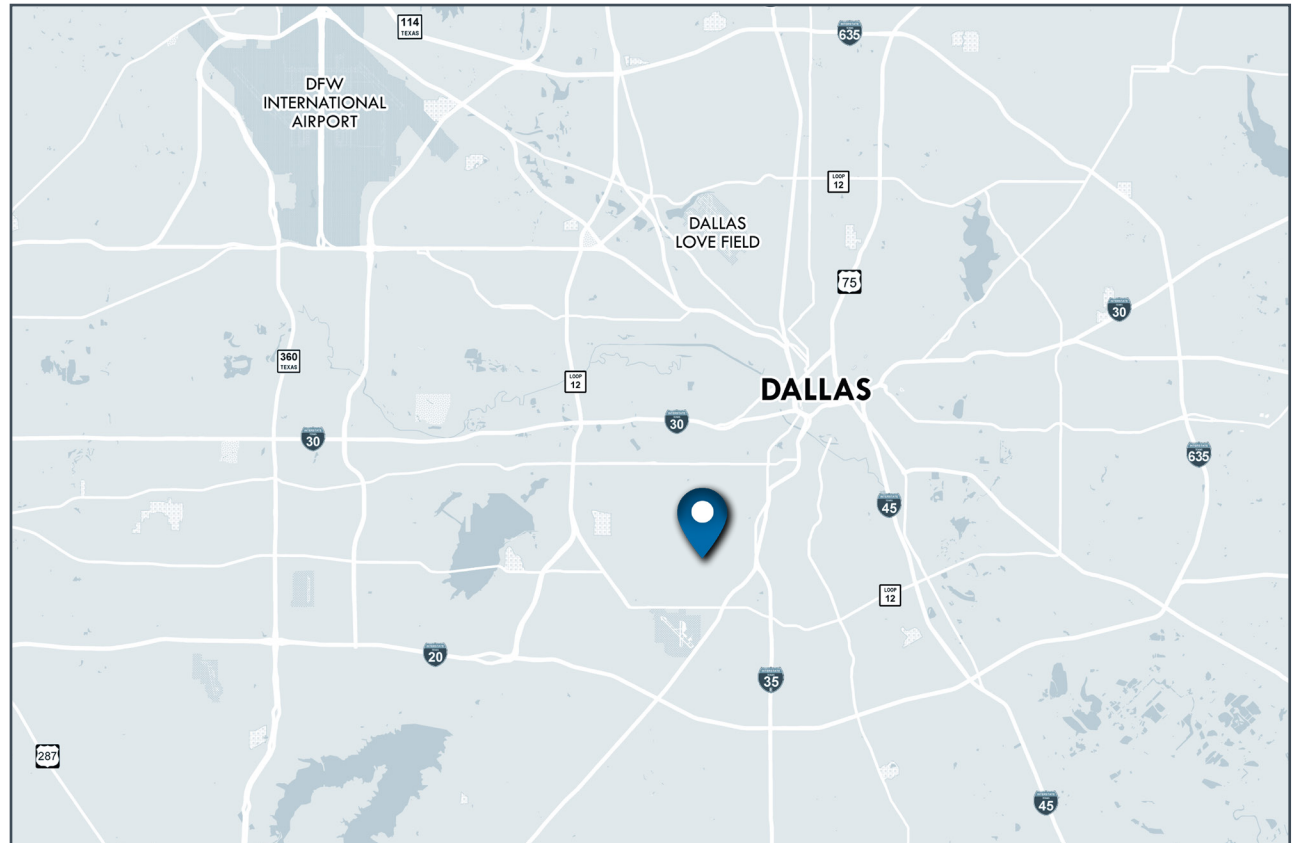 114
TEXAS
635
DFW
INTERNATIONAL
AIRPORT
LOOP
12
DALLAS
LOVE FIELD
75
30
360
TEXAS
LOOP
12
DALLAS
30
30
635
45
LOOP
12
20
35
287
45